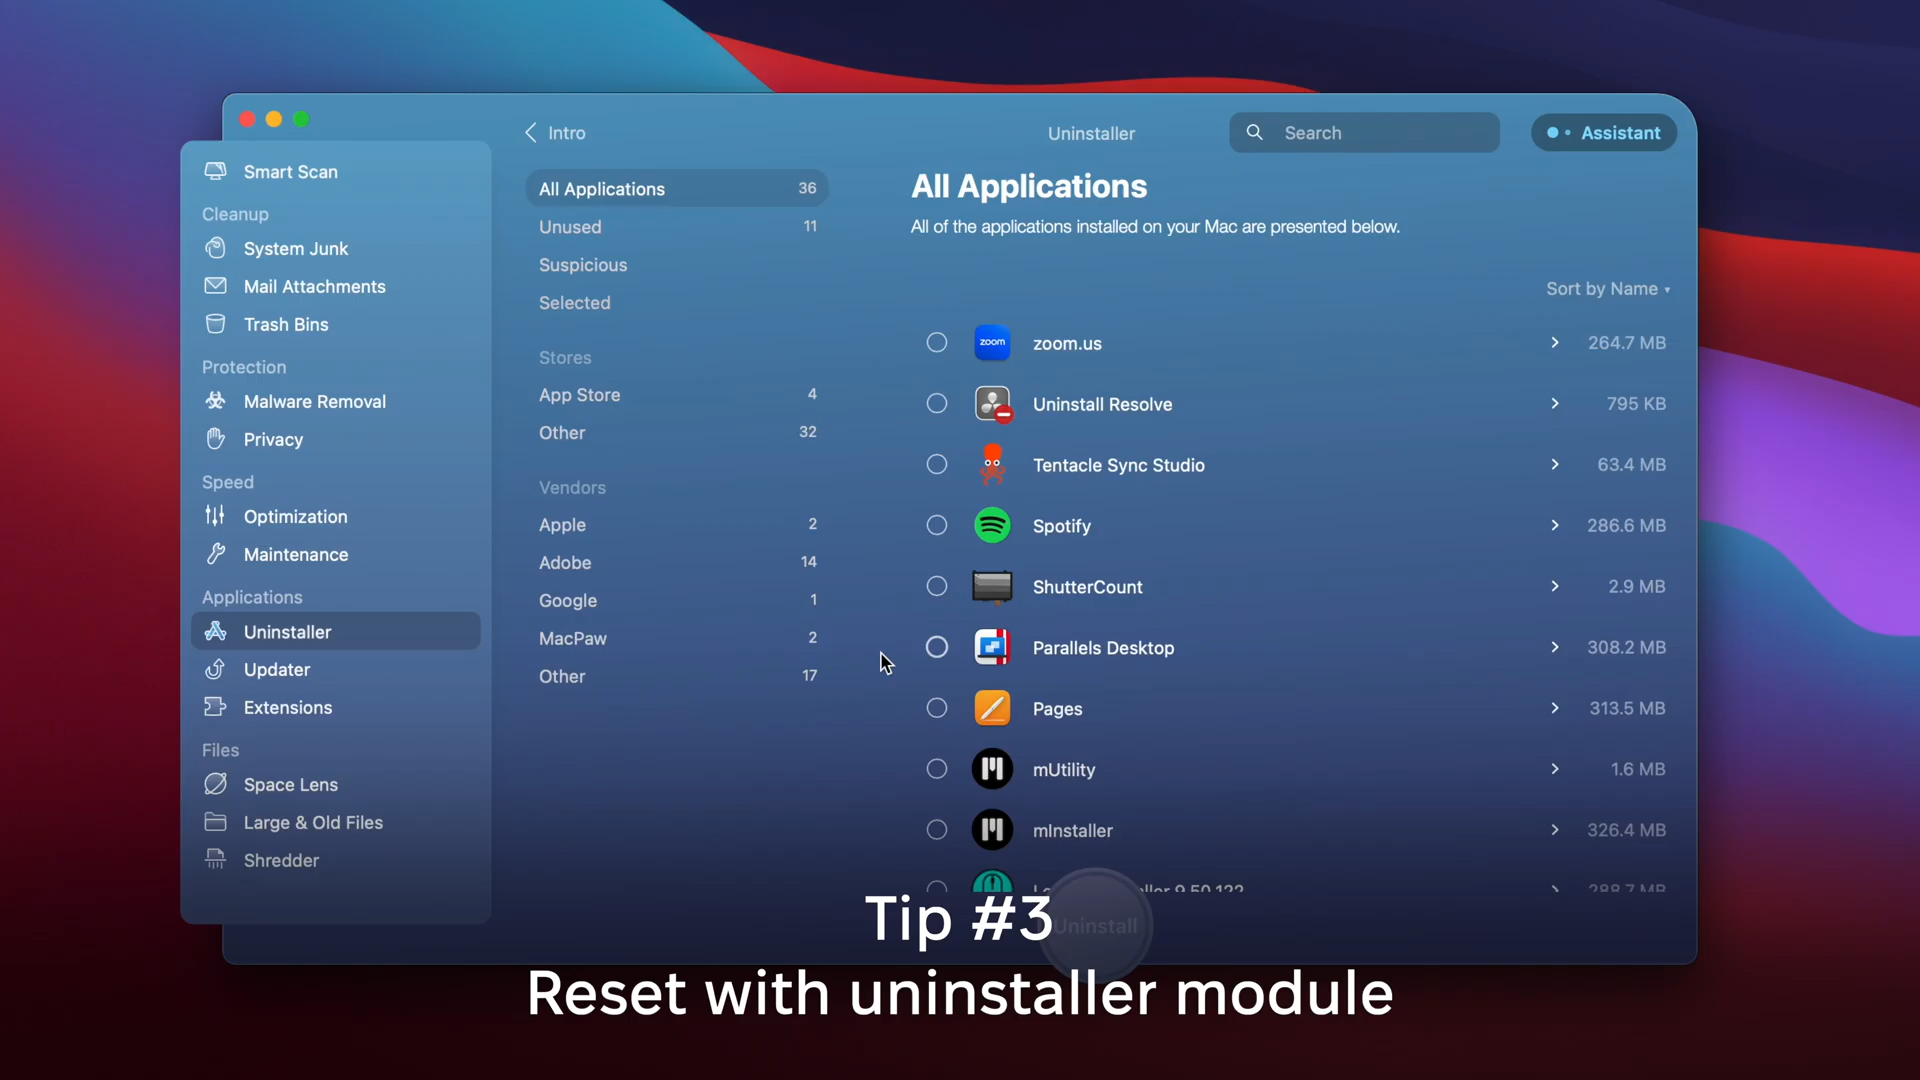 Intro
Uninstaller
Search
Assistant
Smart Scan
Cleanup
System Junk
Mail Attachments
Trash Bins
Protection
Malware Removal
Privacy
Speed
Optimization
Maintenance
Applications
Uninstaller
Updater
Extensions
Files
Space Lens
Large & Old Files
Shredder
All Applications 36
Unused 11
Suspicious
Selected
Stores
App Store 4
Other 32
Vendors
Apple 2
Adobe 14
Google 1
MacPaw 2
Other 17
All Applications
All of the applications installed on your Mac are presented below.
Sort by Name
zoom zoom.us 264.7 MB
Uninstall Resolve 795 KB
Tentacle Sync Studio 63.4 MB
Spotify 286.6 MB
ShutterCount 2.9 MB
Parallels Desktop 308.2 MB
Pages 313.5 MB
mUtility 1.6 MB
mInstaller 326.4 MB
9.50.122 288.7 MB
Uninstall
Tip #3
Reset with uninstaller module